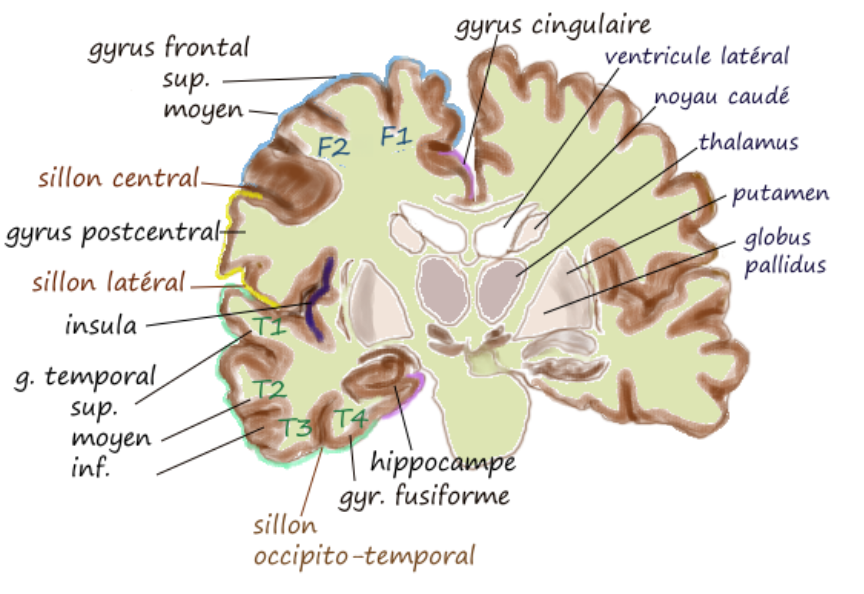 gyrus cingulaire
gyrus frontal
sup.
moyen
ventricule latéral
noyau caudé
thalamus
F2
F1
sillon central
putamen
gyrus postcentral
globus
pallidus
sillon latéral
insula
T1
g. temporal
sup.
moyen
inf.
T2
T3
T4
hippocampe
gyr. fusiforme
sillon
occipito-temporal